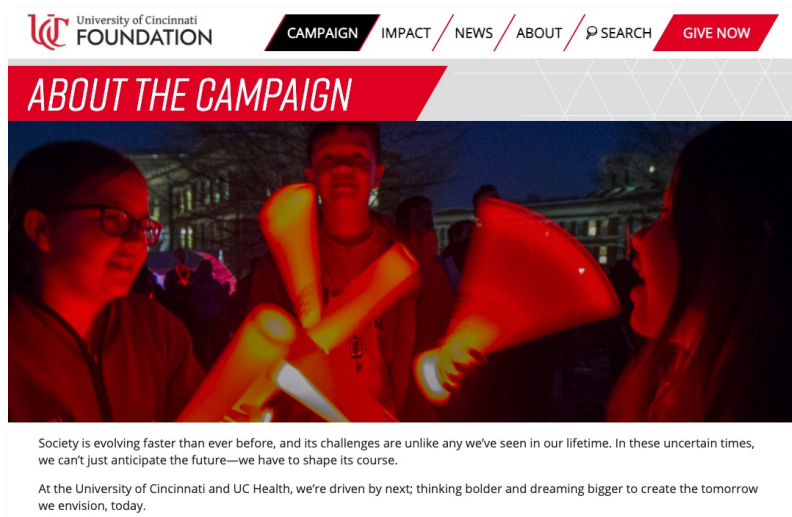 University of Cincinnati
FOUNDATION
CAMPAIGN
IMPACT
NEWS
ABOUT
SEARCH
GIVE NOW
ABOUT THE CAMPAIGN
Society is evolving faster than ever before, and its challenges are unlike any we’ve seen in our lifetime. In these uncertain times,
we can’t just anticipate the future—we have to shape its course.
At the University of Cincinnati and UC Health, we’re driven by next; thinking bolder and dreaming bigger to create the tomorrow
we envision, today.